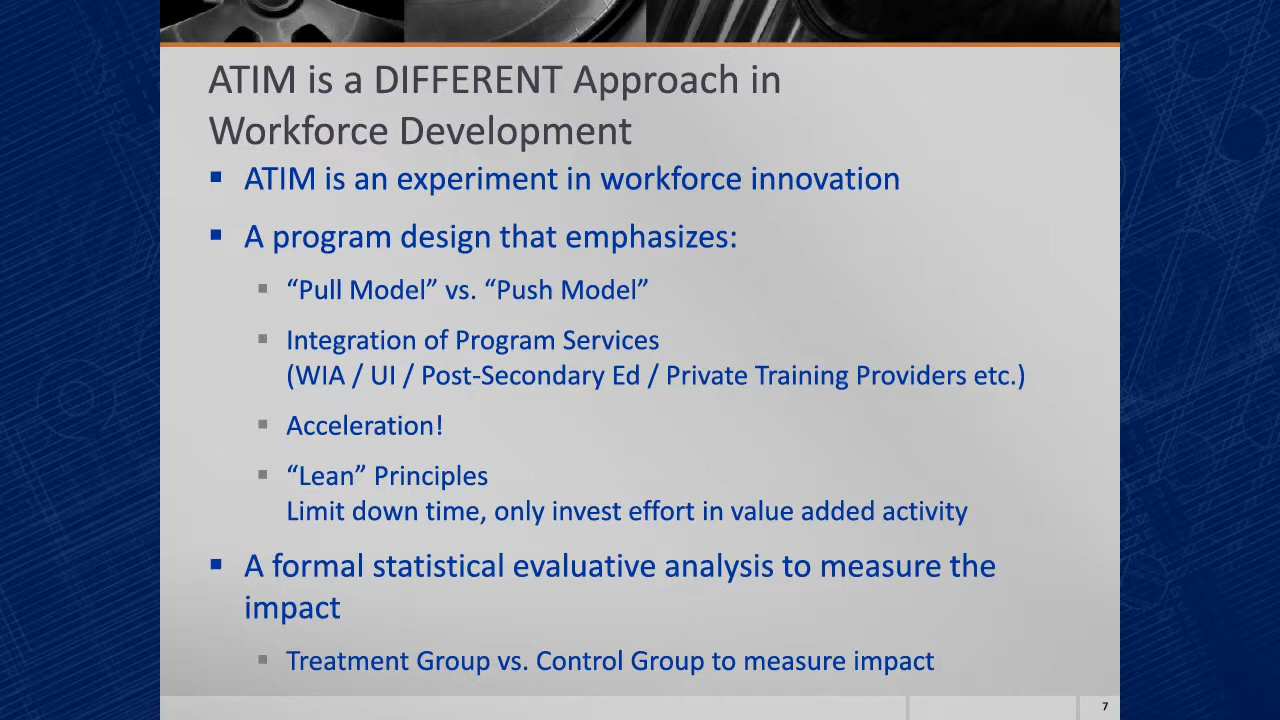 ATIM is a DIFFERENT Approach in
Workforce Development
▪ ATIM is an experiment in workforce innovation
▪ A program design that emphasizes:
▪ “Pull Model” vs. “Push Model”
▪ Integration of Program Services
(WIA / UI / Post-Secondary Ed / Private Training Providers etc.)
▪ Acceleration!
▪ “Lean” Principles
Limit down time, only invest effort in value added activity
▪ A formal statistical evaluative analysis to measure the
impact
▪ Treatment Group vs. Control Group to measure impact
7